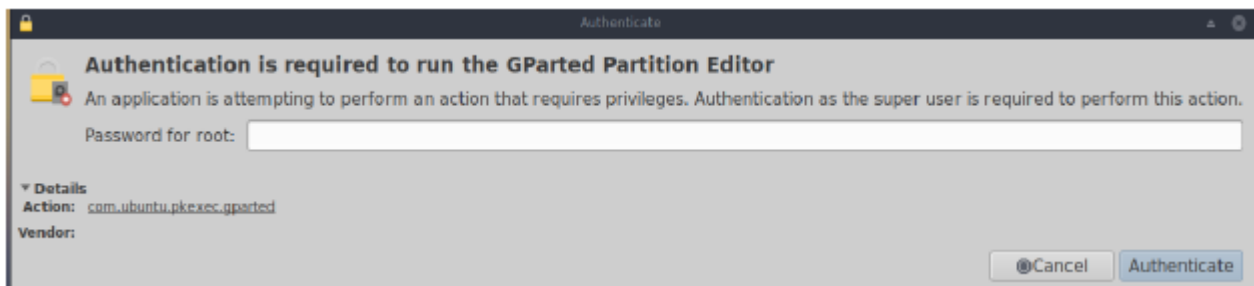 Authenticate
Authentication is required to run the GParted Partition Editor
An application is attempting to perform an action that requires privileges. Authentication as the super user is required to perform this action.
Password for root:
Details
Action: com.ubuntu.pkexec.gparted
Vendor:
Cancel Authenticate